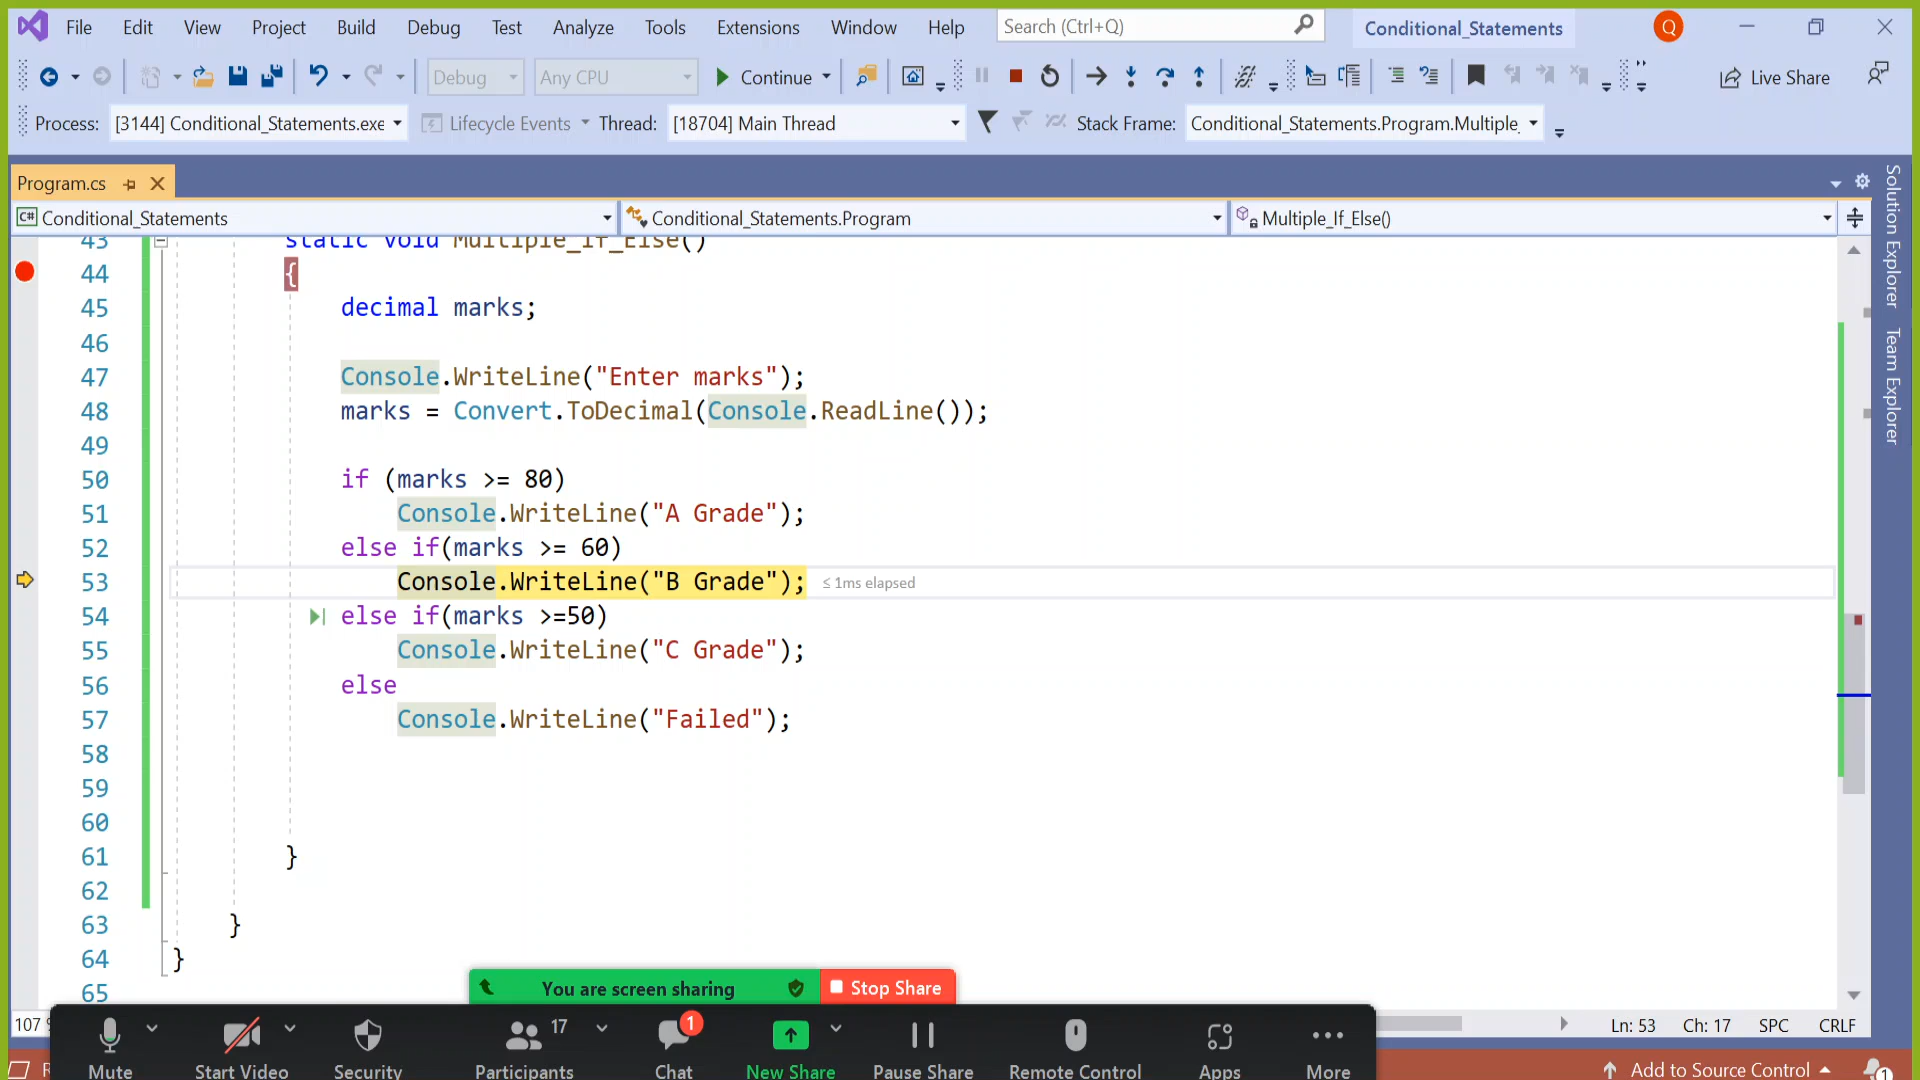 File Edit View Project Build Debug Test Analyze Tools Extensions Window Help Search (Ctrl+Q) Conditional_Statements Q
Debug Any CPU Continue Live Share
Process: [3144] Conditional_Statements.exe Lifecycle Events Thread: [18704] Main Thread Stack Frame: Conditional_Statements.Program.Multiple_
Program.cs
C# Conditional_Statements Conditional_Statements.Program Multiple_If_Else()
Solution Explorer
Team Explorer
43 static void Multiple_If_Else()
44 {
45 decimal marks;
46
47 Console.WriteLine("Enter marks");
48 marks = Convert.ToDecimal(Console.ReadLine());
49
50 if (marks >= 80)
51 Console.WriteLine("A Grade");
52 else if(marks >= 60)
53 Console.WriteLine("B Grade"); ≤ 1ms elapsed
54 else if(marks >=50)
55 Console.WriteLine("C Grade");
56 else
57 Console.WriteLine("Failed");
58
59
60
61 }
62
63 }
64 }
65
You are screen sharing Stop Share
107 Ln: 53 Ch: 17 SPC CRLF
17 1
Mute Start Video Security Participants Chat New Share Pause Share Remote Control Apps More
Add to Source Control 1